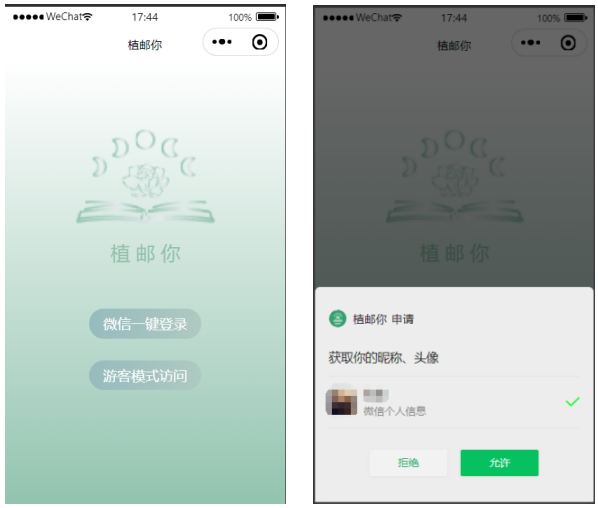 WeChat 17:44 100%
植邮你
植邮你
微信一键登录
游客模式访问
WeChat 17:44 100%
植邮你
植邮你
植邮你 申请
获取你的昵称、头像
微信个人信息
拒绝 允许